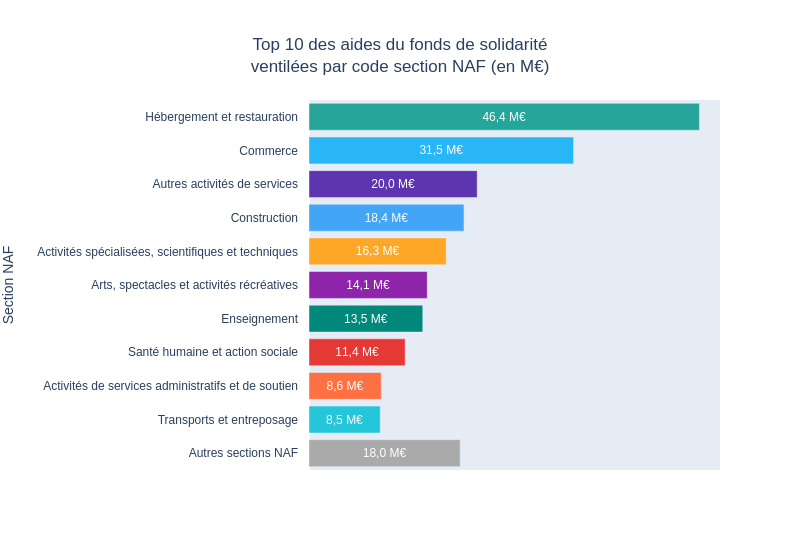 Top 10 des aides du fonds de solidarité
ventilées par code section NAF (en M€)
Section NAF
Hébergement et restauration 46,4 M€
Commerce 31,5 M€
Autres activités de services 20,0 M€
Construction 18,4 M€
Activités spécialisées, scientifiques et techniques 16,3 M€
Arts, spectacles et activités récréatives 14,1 M€
Enseignement 13,5 M€
Santé humaine et action sociale 11,4 M€
Activités de services administratifs et de soutien 8,6 M€
Transports et entreposage 8,5 M€
Autres sections NAF 18,0 M€